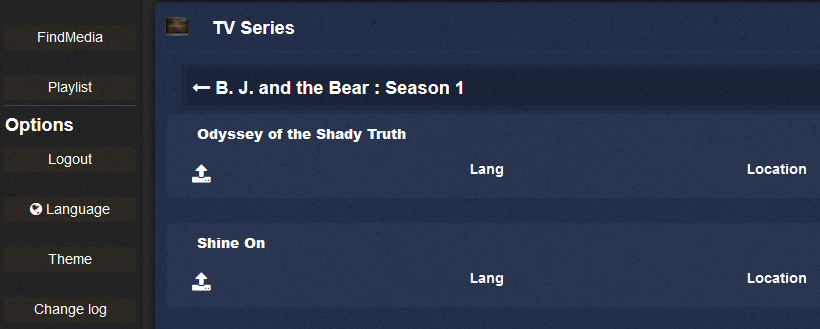 FindMedia
Playlist
Options
Logout
Language
Theme
Change log
TV Series
B. J. and the Bear : Season 1
Odyssey of the Shady Truth
Lang Location
Shine On
Lang Location